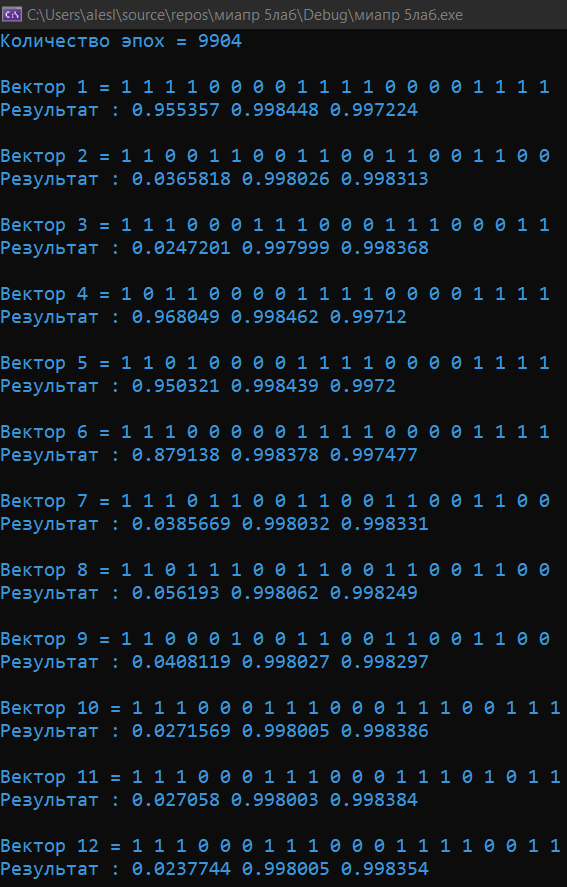 C:\Users\alesl\source\repos\миапр 5лаб\Debug\миапр 5лаб.exe
Количество эпох = 9904
Вектор 1 = 1 1 1 1 0 0 0 0 1 1 1 1 0 0 0 0 1 1 1 1
Результат : 0.955357 0.998448 0.997224
Вектор 2 = 1 1 0 0 1 1 0 0 1 1 0 0 1 1 0 0 1 1 0 0
Результат : 0.0365818 0.998026 0.998313
Вектор 3 = 1 1 1 0 0 0 1 1 1 0 0 0 1 1 1 0 0 0 1 1
Результат : 0.0247201 0.997999 0.998368
Вектор 4 = 1 0 1 1 0 0 0 0 1 1 1 1 0 0 0 0 1 1 1 1
Результат : 0.968049 0.998462 0.99712
Вектор 5 = 1 1 0 1 0 0 0 0 1 1 1 1 0 0 0 0 1 1 1 1
Результат : 0.950321 0.998439 0.9972
Вектор 6 = 1 1 1 0 0 0 0 0 1 1 1 1 0 0 0 0 1 1 1 1
Результат : 0.879138 0.998378 0.997477
Вектор 7 = 1 1 1 0 1 1 0 0 1 1 0 0 1 1 0 0 1 1 0 0
Результат : 0.0385669 0.998032 0.998331
Вектор 8 = 1 1 0 1 1 1 0 0 1 1 0 0 1 1 0 0 1 1 0 0
Результат : 0.056193 0.998062 0.998249
Вектор 9 = 1 1 0 0 0 1 0 0 1 1 0 0 1 1 0 0 1 1 0 0
Результат : 0.0408119 0.998027 0.998297
Вектор 10 = 1 1 1 0 0 0 1 1 1 0 0 0 1 1 1 0 0 1 1 1
Результат : 0.0271569 0.998005 0.998386
Вектор 11 = 1 1 1 0 0 0 1 1 1 0 0 0 1 1 1 0 1 0 1 1
Результат : 0.027058 0.998003 0.998384
Вектор 12 = 1 1 1 0 0 0 1 1 1 0 0 0 1 1 1 1 0 0 1 1
Результат : 0.0237744 0.998005 0.998354